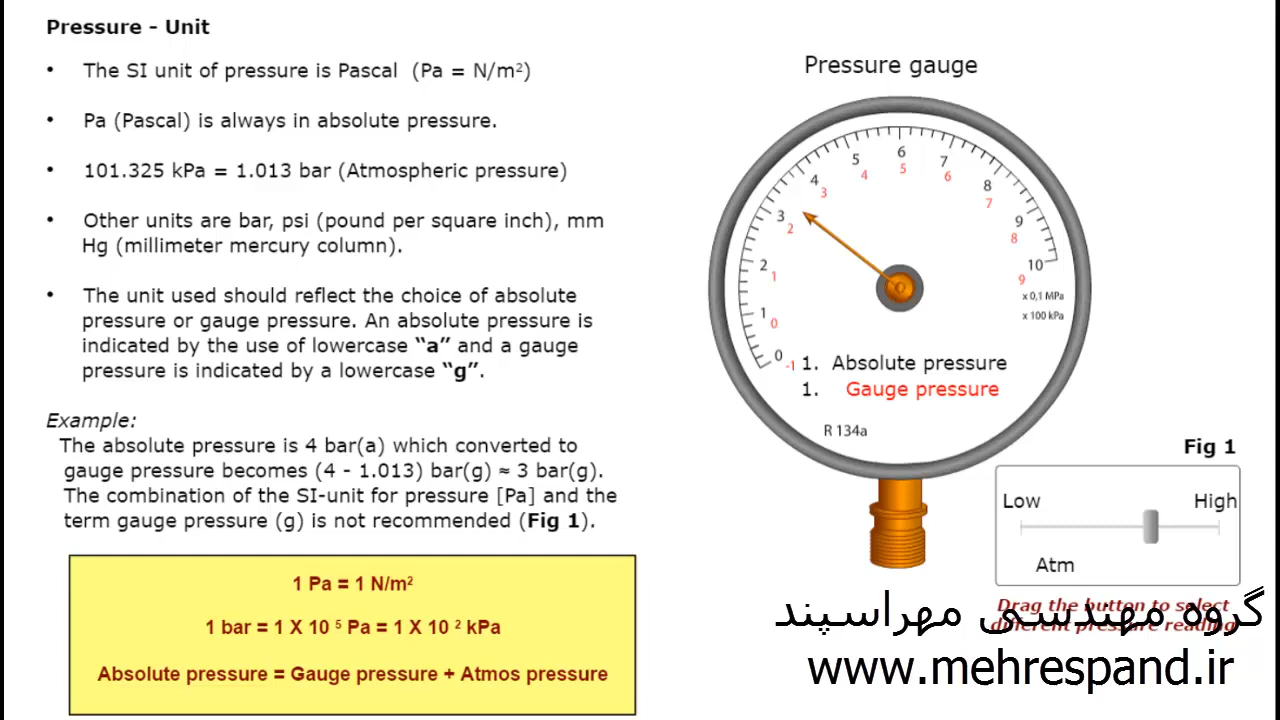 Pressure - Unit
• The SI unit of pressure is Pascal (Pa = N/m²)
• Pa (Pascal) is always in absolute pressure.
• 101.325 kPa = 1.013 bar (Atmospheric pressure)
• Other units are bar, psi (pound per square inch), mm
Hg (millimeter mercury column).
• The unit used should reflect the choice of absolute
pressure or gauge pressure. An absolute pressure is
indicated by the use of lowercase “a” and a gauge
pressure is indicated by a lowercase “g”.
Example:
The absolute pressure is 4 bar(a) which converted to
gauge pressure becomes (4 - 1.013) bar(g) ≈ 3 bar(g).
The combination of the SI-unit for pressure [Pa] and the
term gauge pressure (g) is not recommended (Fig 1).
1 Pa = 1 N/m²
1 bar = 1 X 10 ⁵ Pa = 1 X 10 ² kPa
Absolute pressure = Gauge pressure + Atmos pressure
Pressure gauge
0 1 2 3 4 5 6 7 8 9 10
-1 0 1 2 3 4 5 6 7 8 9
x 0,1 MPa
x 100 kPa
1. Absolute pressure
1. Gauge pressure
R 134a
Fig 1
Low High
Atm
Drag the button to select
different pressure reading
گروه مهندسی مهراسپند
www.mehrespand.ir